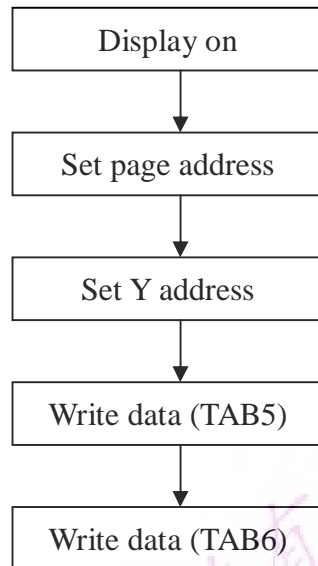 Display on
Set page address
Set Y address
Write data (TAB5)
Write data (TAB6)